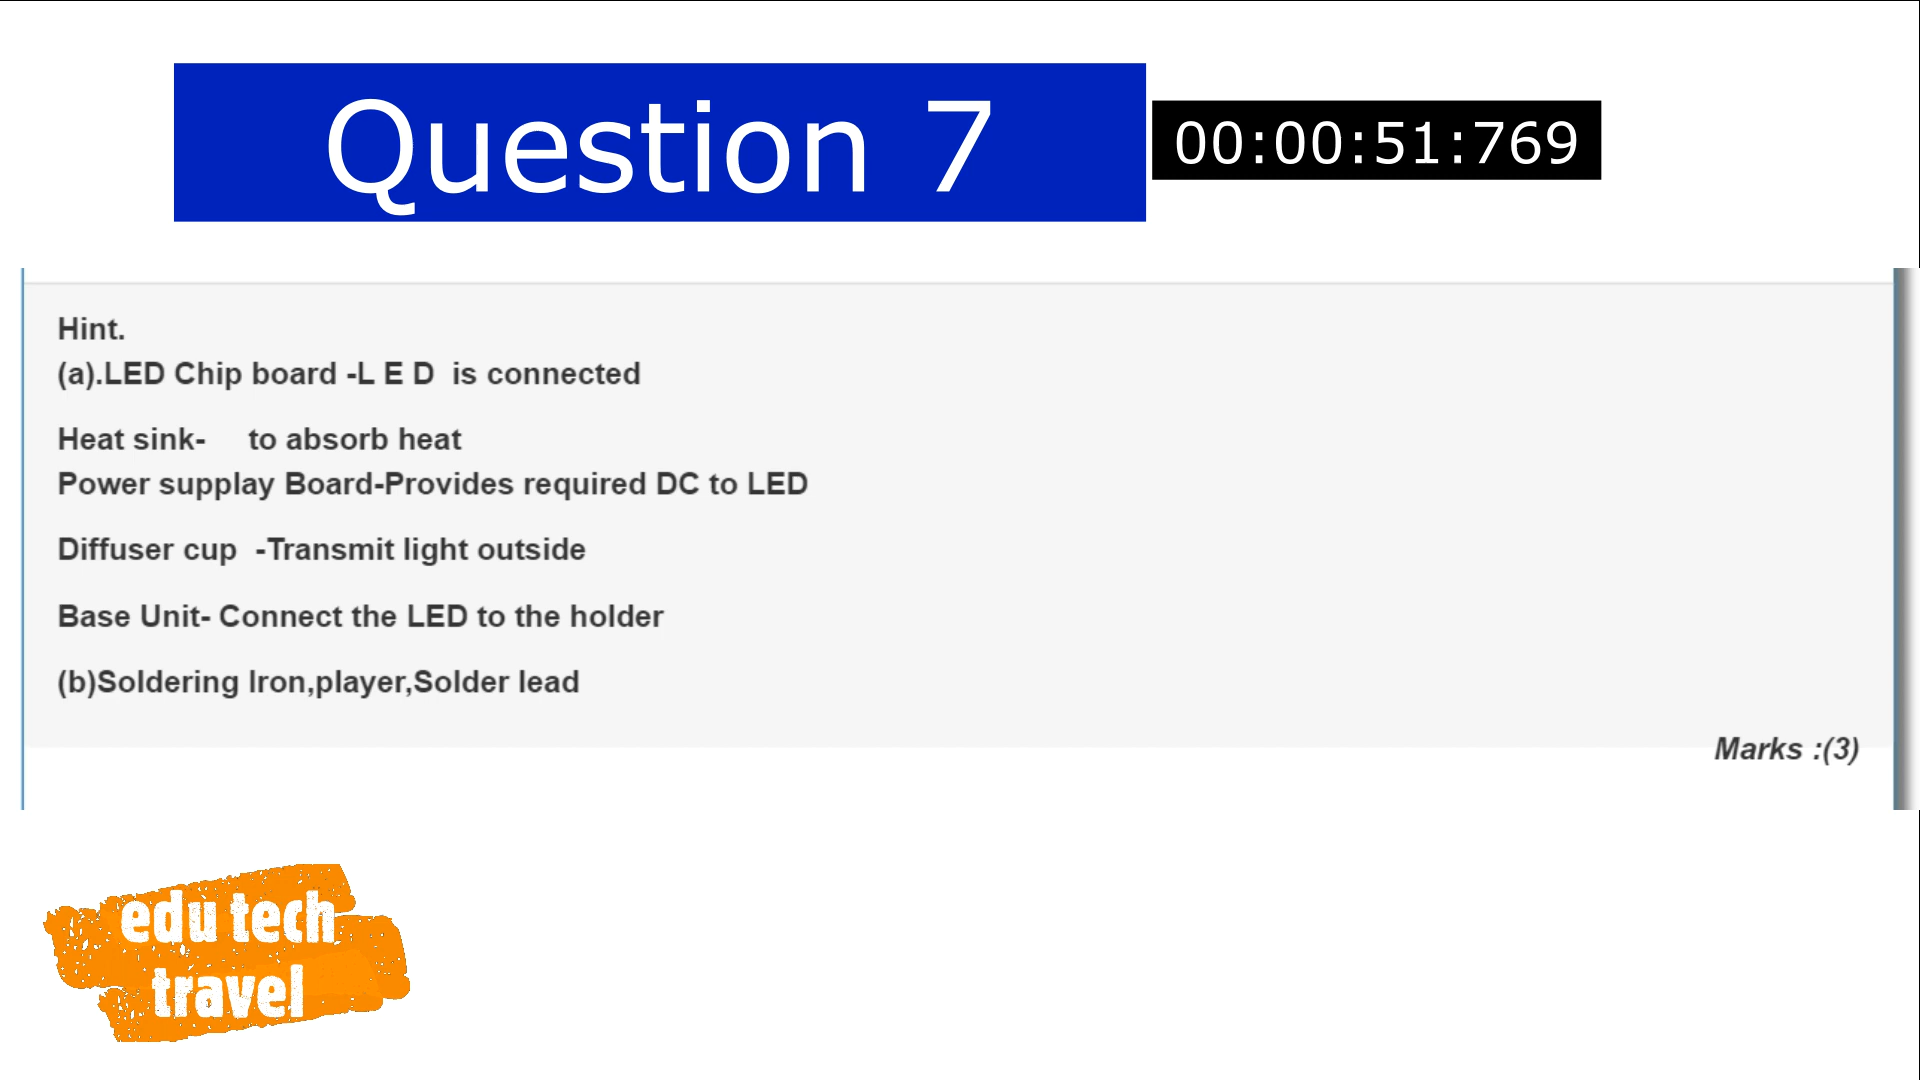 Question 7
00:00:51:769
Hint.
(a).LED Chip board -L E D is connected
Heat sink- to absorb heat
Power supplay Board-Provides required DC to LED
Diffuser cup -Transmit light outside
Base Unit- Connect the LED to the holder
(b)Soldering Iron,player,Solder lead
Marks :(3)
edu tech
travel